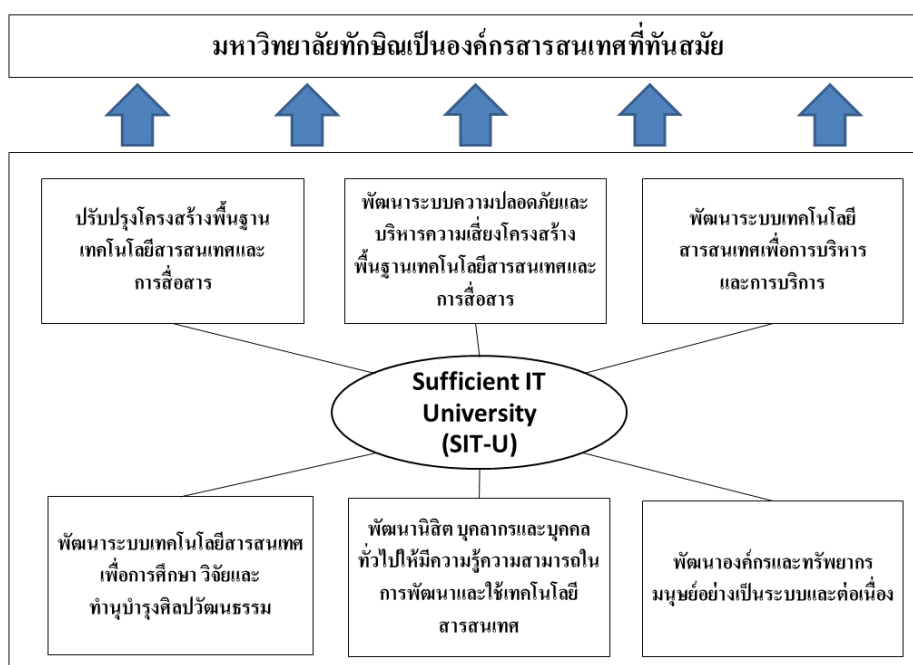 มหาวิทยาลัยทักษิณเป็นองค์กรสารสนเทศที่ทันสมัย
ปรับปรุงโครงสร้างพื้นฐาน
เทคโนโลยีสารสนเทศและ
การสื่อสาร
พัฒนาระบบความปลอดภัยและ
บริหารความเสี่ยงโครงสร้าง
พื้นฐานเทคโนโลยีสารสนเทศและ
การสื่อสาร
พัฒนาระบบเทคโนโลยี
สารสนเทศเพื่อการบริหาร
และการบริการ
Sufficient IT
University
(SIT-U)
พัฒนาระบบเทคโนโลยีสารสนเทศ
เพื่อการศึกษา วิจัยและ
ทำนุบำรุงศิลปวัฒนธรรม
พัฒนานิสิต บุคลากรและบุคคล
ทั่วไปให้มีความรู้ความสามารถใน
การพัฒนาและใช้เทคโนโลยี
สารสนเทศ
พัฒนาองค์กรและทรัพยากร
มนุษย์อย่างเป็นระบบและต่อเนื่อง